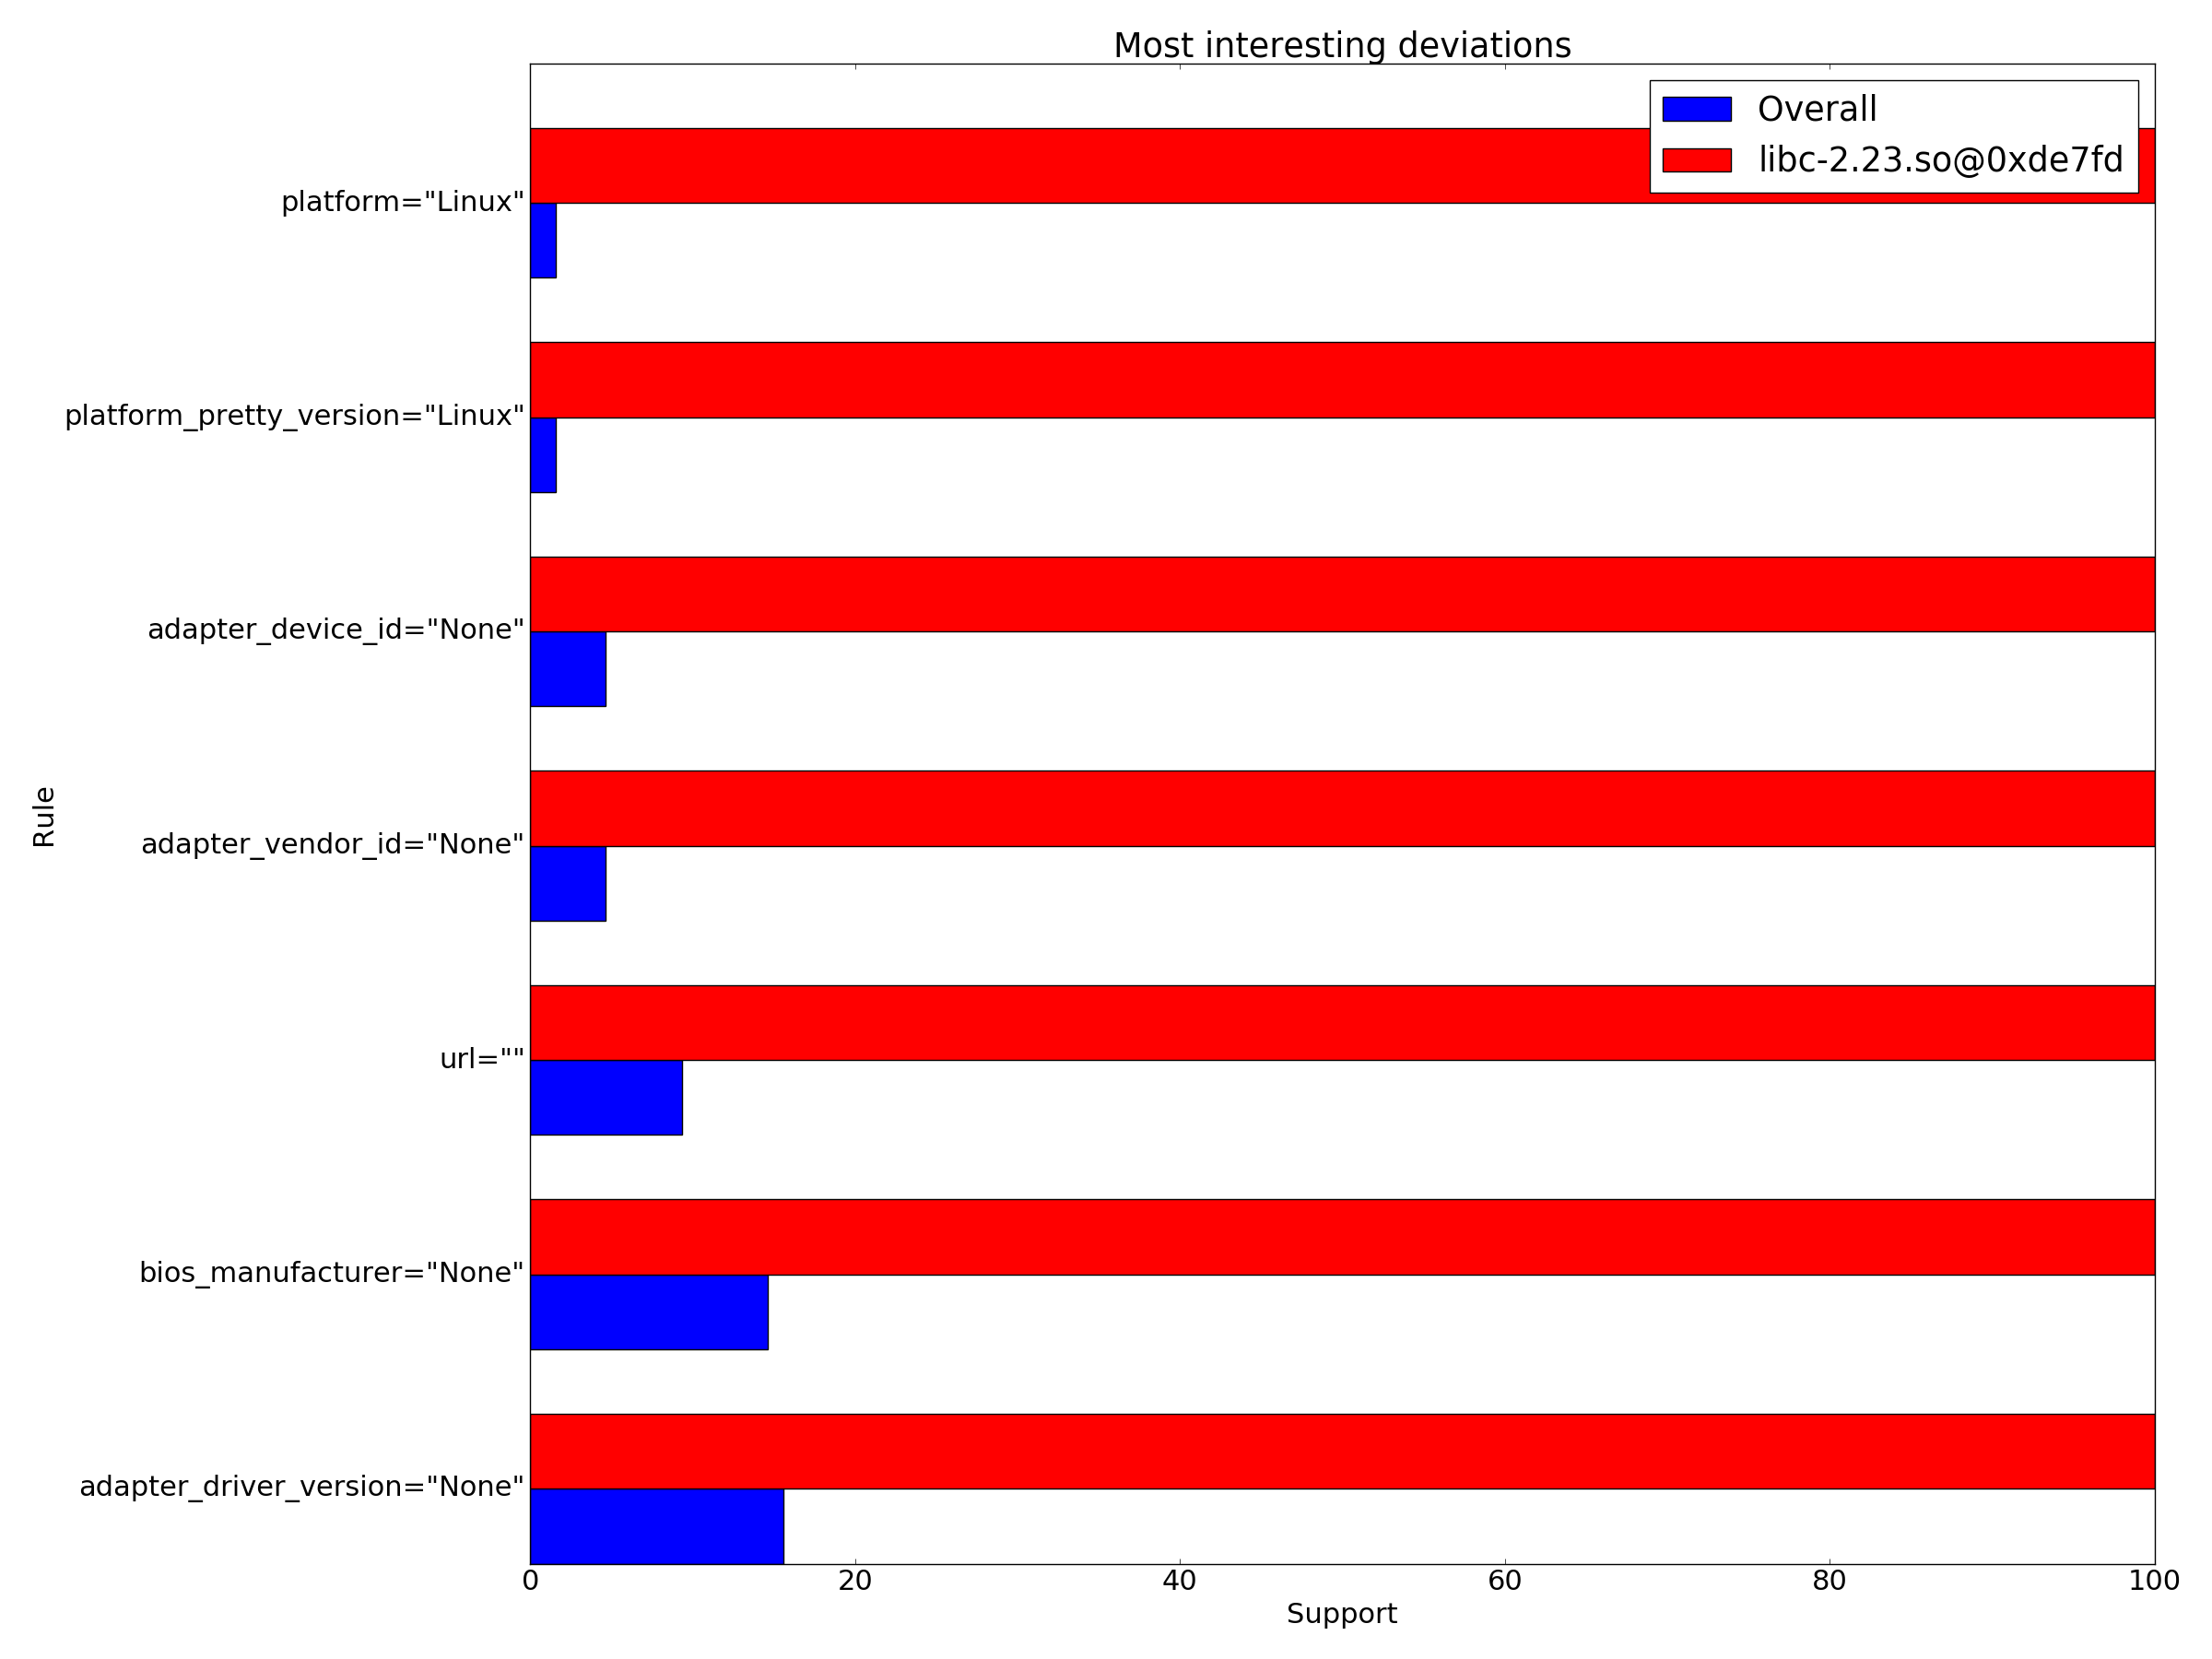 Most interesting deviations
Overall
libc-2.23.so@0xde7fd
platform="Linux"
platform_pretty_version="Linux"
adapter_device_id="None"
adapter_vendor_id="None"
url=""
bios_manufacturer="None"
adapter_driver_version="None"
Rule
0 20 40 60 80 100
Support